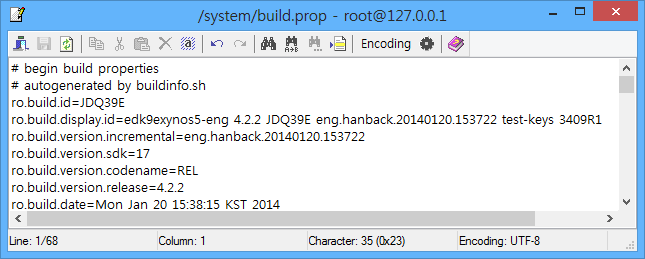 /system/build.prop - root@127.0.0.1
Encoding
# begin build properties
# autogenerated by buildinfo.sh
ro.build.id=JDQ39E
ro.build.display.id=edk9exynos5-eng 4.2.2 JDQ39E eng.hanback.20140120.153722 test-keys 3409R1
ro.build.version.incremental=eng.hanback.20140120.153722
ro.build.version.sdk=17
ro.build.version.codename=REL
ro.build.version.release=4.2.2
ro.build.date=Mon Jan 20 15:38:15 KST 2014
Line: 1/68 Column: 1 Character: 35 (0x23) Encoding: UTF-8